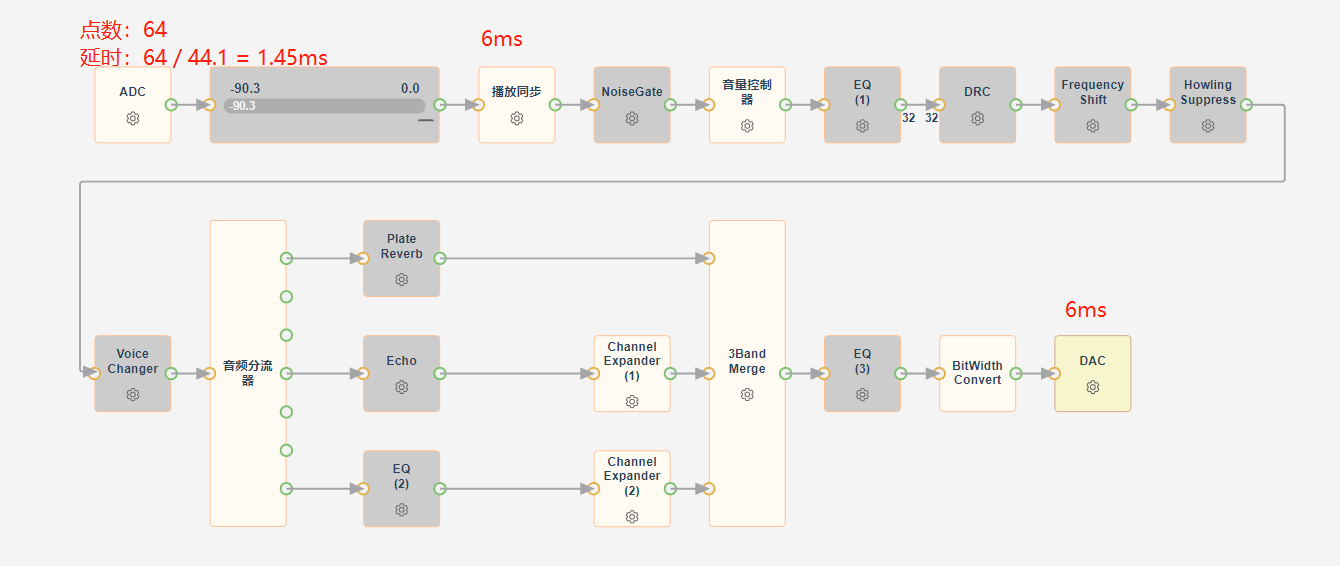 点数：64
延时：64 / 44.1 = 1.45ms
6ms
ADC
-90.3 0.0
-90.3
播放同步
NoiseGate
音量控制
器
EQ
(1)
32 32
DRC
Frequency
Shift
Howling
Suppress
Voice
Changer
音频分流
器
Plate
Reverb
Echo
EQ
(2)
Channel
Expander
(1)
Channel
Expander
(2)
3Band
Merge
EQ
(3)
BitWidth
Convert
6ms
DAC